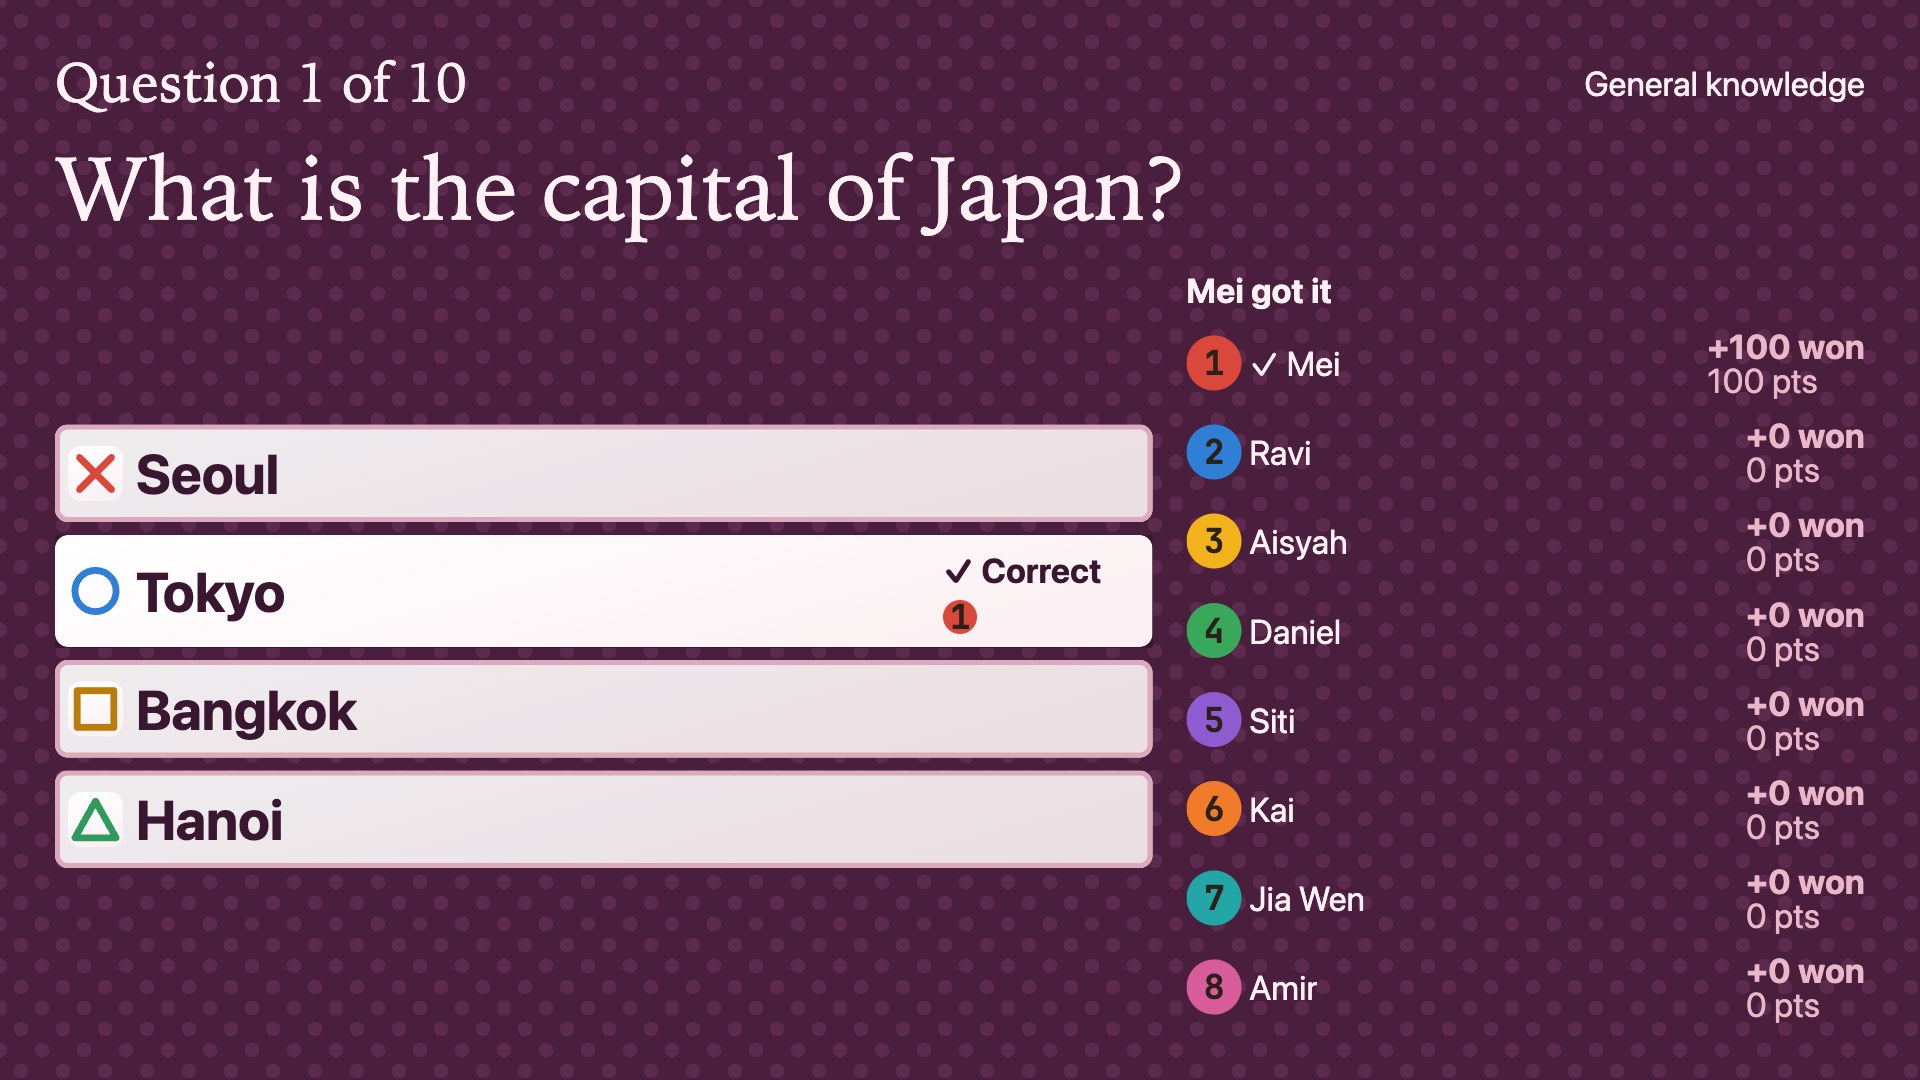 Question 1 of 10
General knowledge
What is the capital of Japan?
Seoul
Tokyo
✓ Correct
1
Bangkok
Hanoi
Mei got it
1 ✓ Mei
+100 won
100 pts
2 Ravi
+0 won
0 pts
3 Aisyah
+0 won
0 pts
4 Daniel
+0 won
0 pts
5 Siti
+0 won
0 pts
6 Kai
+0 won
0 pts
7 Jia Wen
+0 won
0 pts
8 Amir
+0 won
0 pts